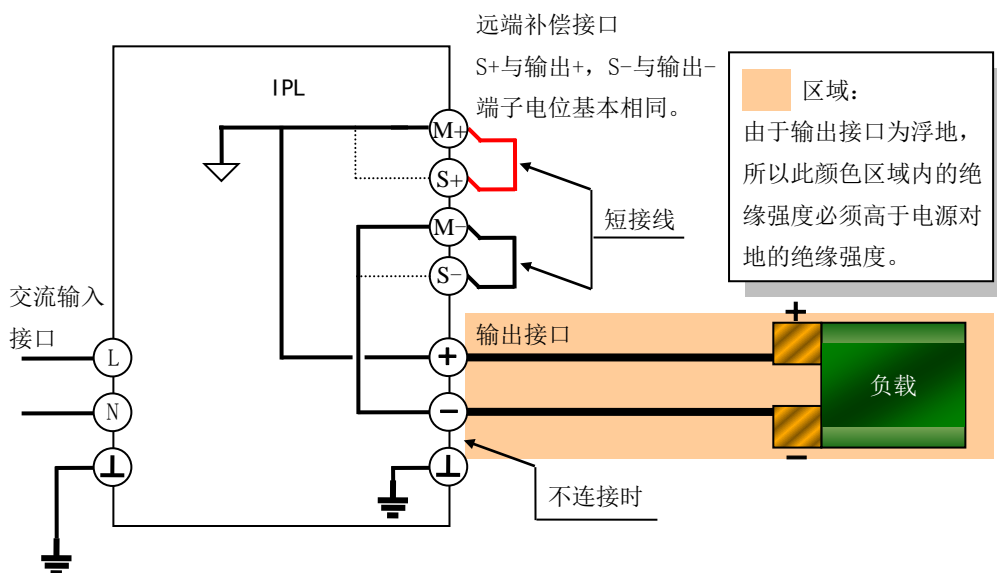 远端补偿接口
S+与输出+，S-与输出-
端子电位基本相同。
IPL
区域：
由于输出接口为浮地，
所以此颜色区域内的绝
缘强度必须高于电源对
地的绝缘强度。
M+
S+
M-
S-
短接线
交流输入
接口
L
N
输出接口
+
-
+
-
负载
不连接时